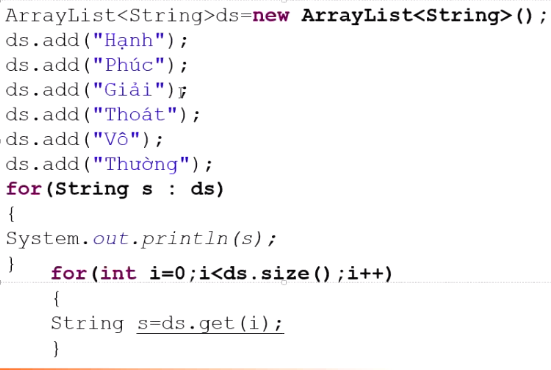 ArrayList<String>ds=new ArrayList<String>();
ds.add("Hạnh");
ds.add("Phúc");
ds.add("Giải");
ds.add("Thoát");
ds.add("Vô");
ds.add("Thường");
for(String s : ds)
{
System.out.println(s);
}
for(int i=0;i<ds.size();i++)
{
String s=ds.get(i);
}